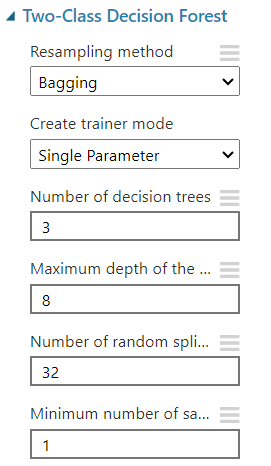 Two-Class Decision Forest
Resampling method
Bagging
Create trainer mode
Single Parameter
Number of decision trees
3
Maximum depth of the ...
8
Number of random spli...
32
Minimum number of sa...
1